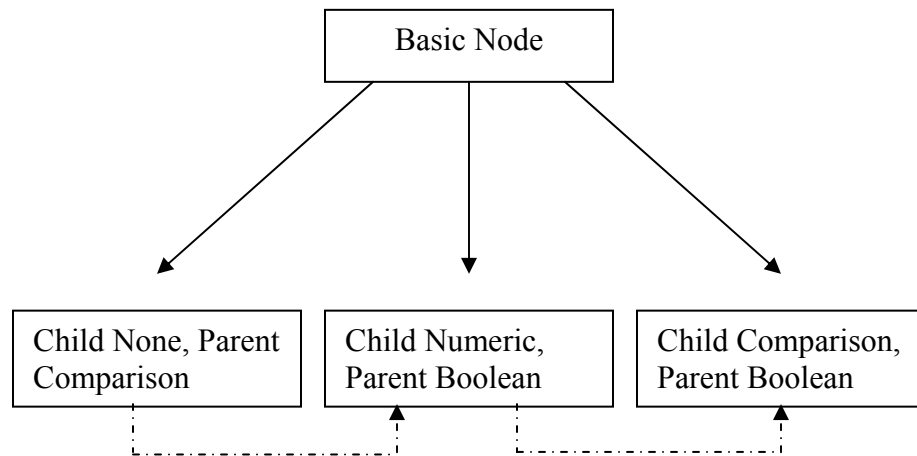 Basic Node
Child None, Parent
Comparison
Child Numeric,
Parent Boolean
Child Comparison,
Parent Boolean